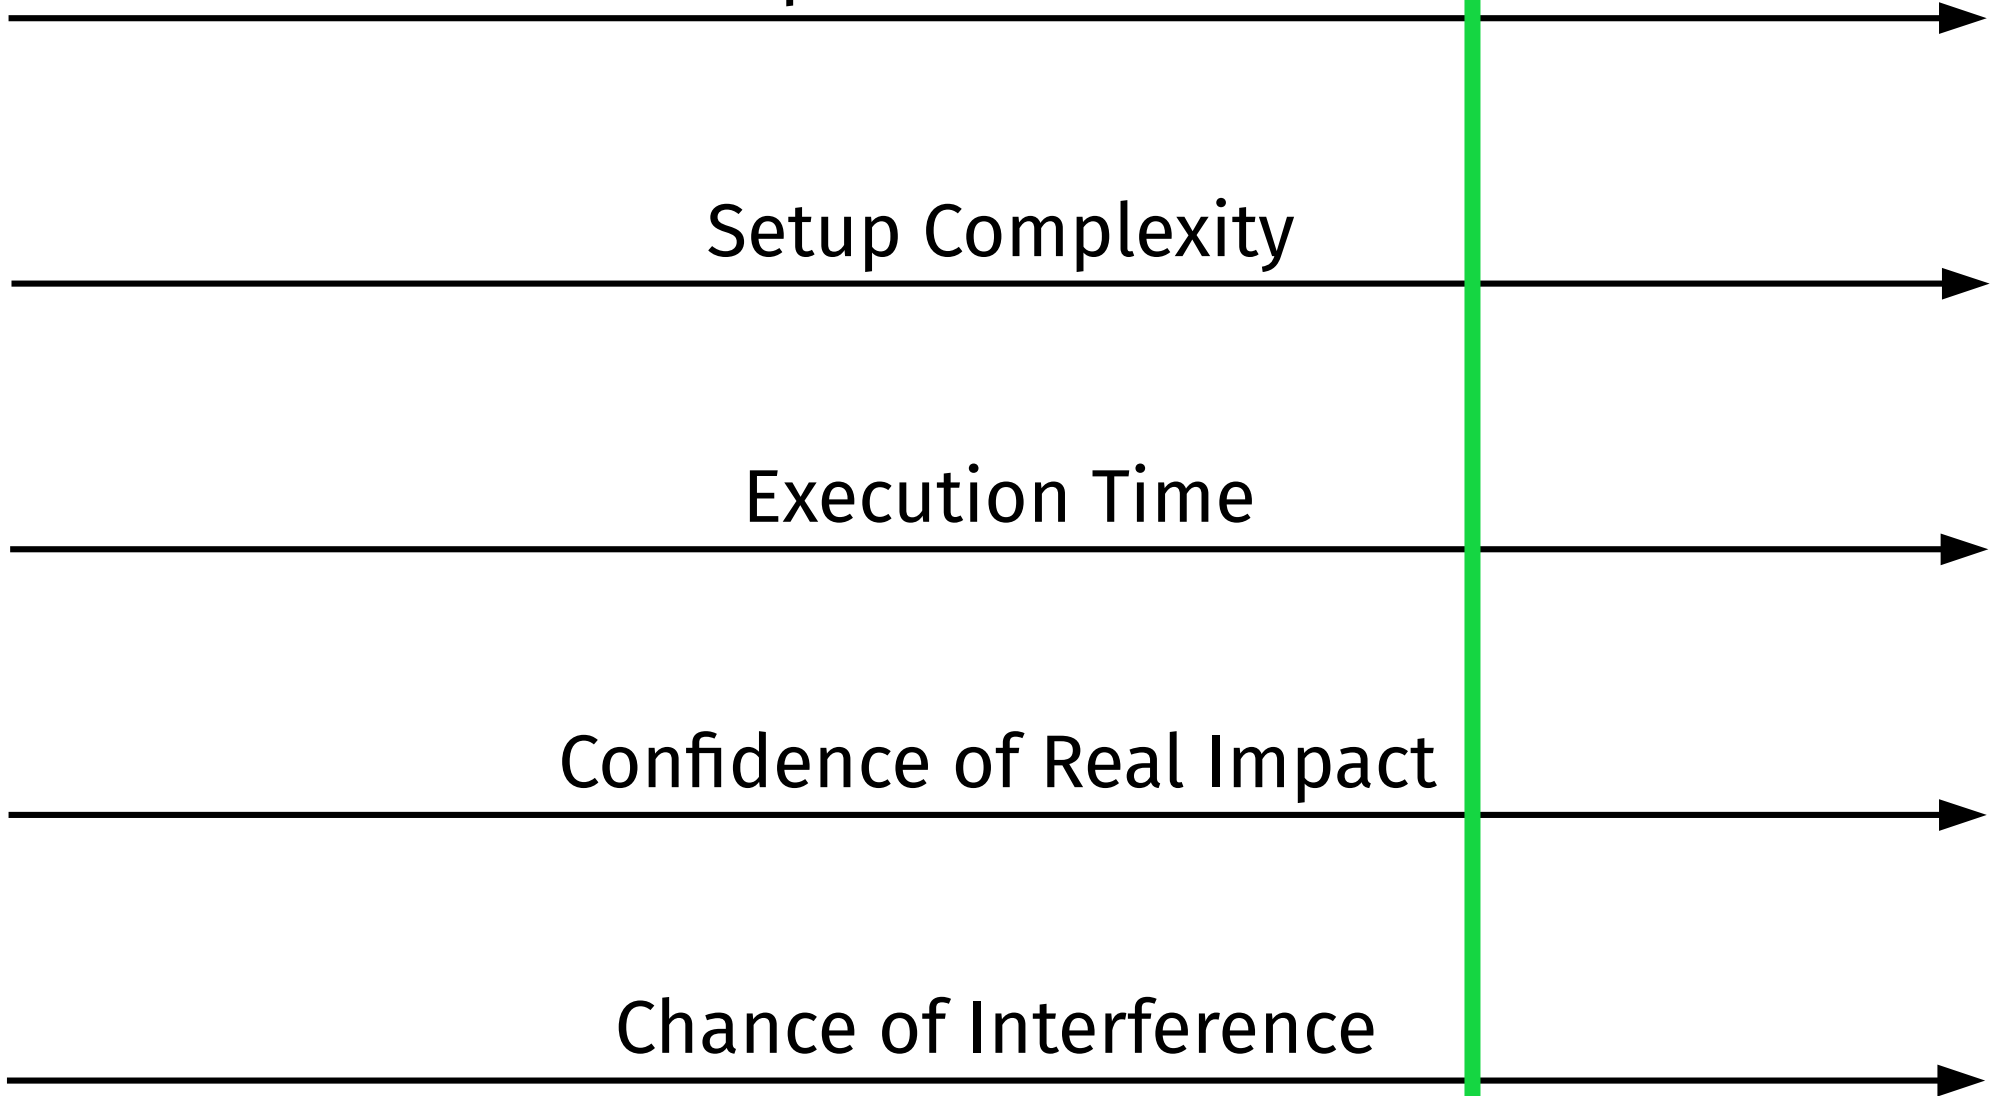 Setup Complexity
Execution Time
Confidence of Real Impact
Chance of Interference